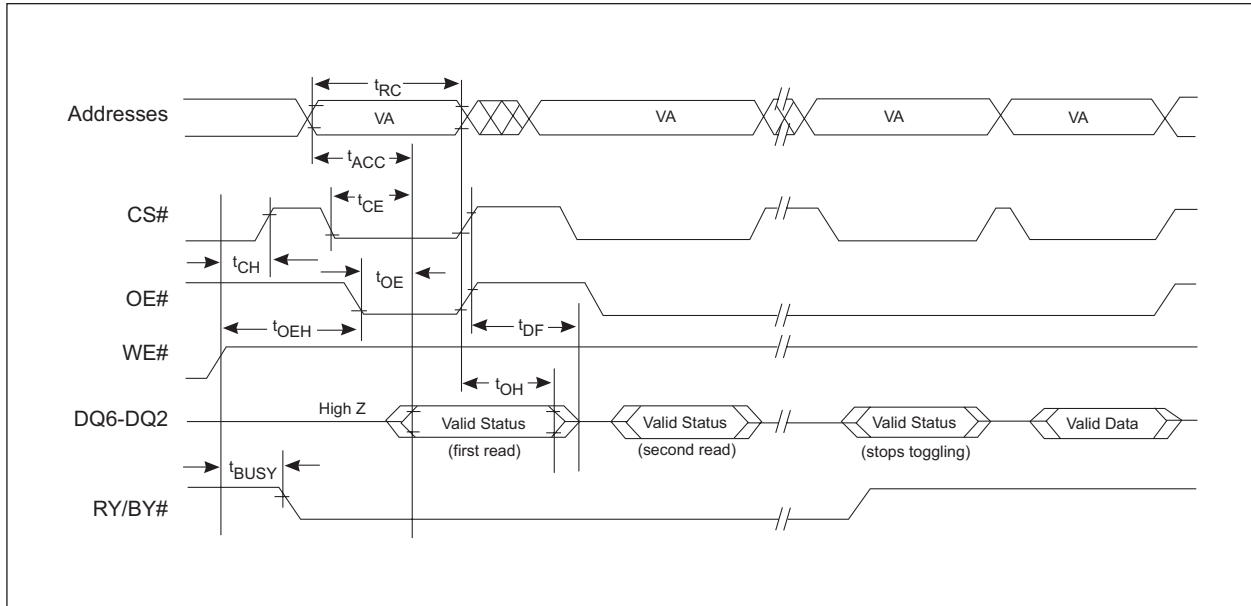 tRC
Addresses VA VA VA VA
tACC
tCE
CS#
tCH tOE
OE#
tOEH tDF
WE#
tOH
High Z
DQ6-DQ2 Valid Status Valid Status Valid Status Valid Data
(first read) (second read) (stops toggling)
tBUSY
RY/BY#